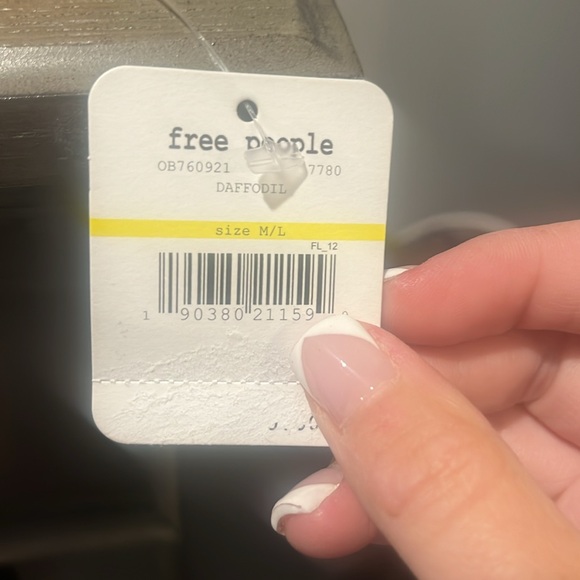 free people
OB760921 7780
DAFFODIL
size M/L
FL_12
1 90380 21159